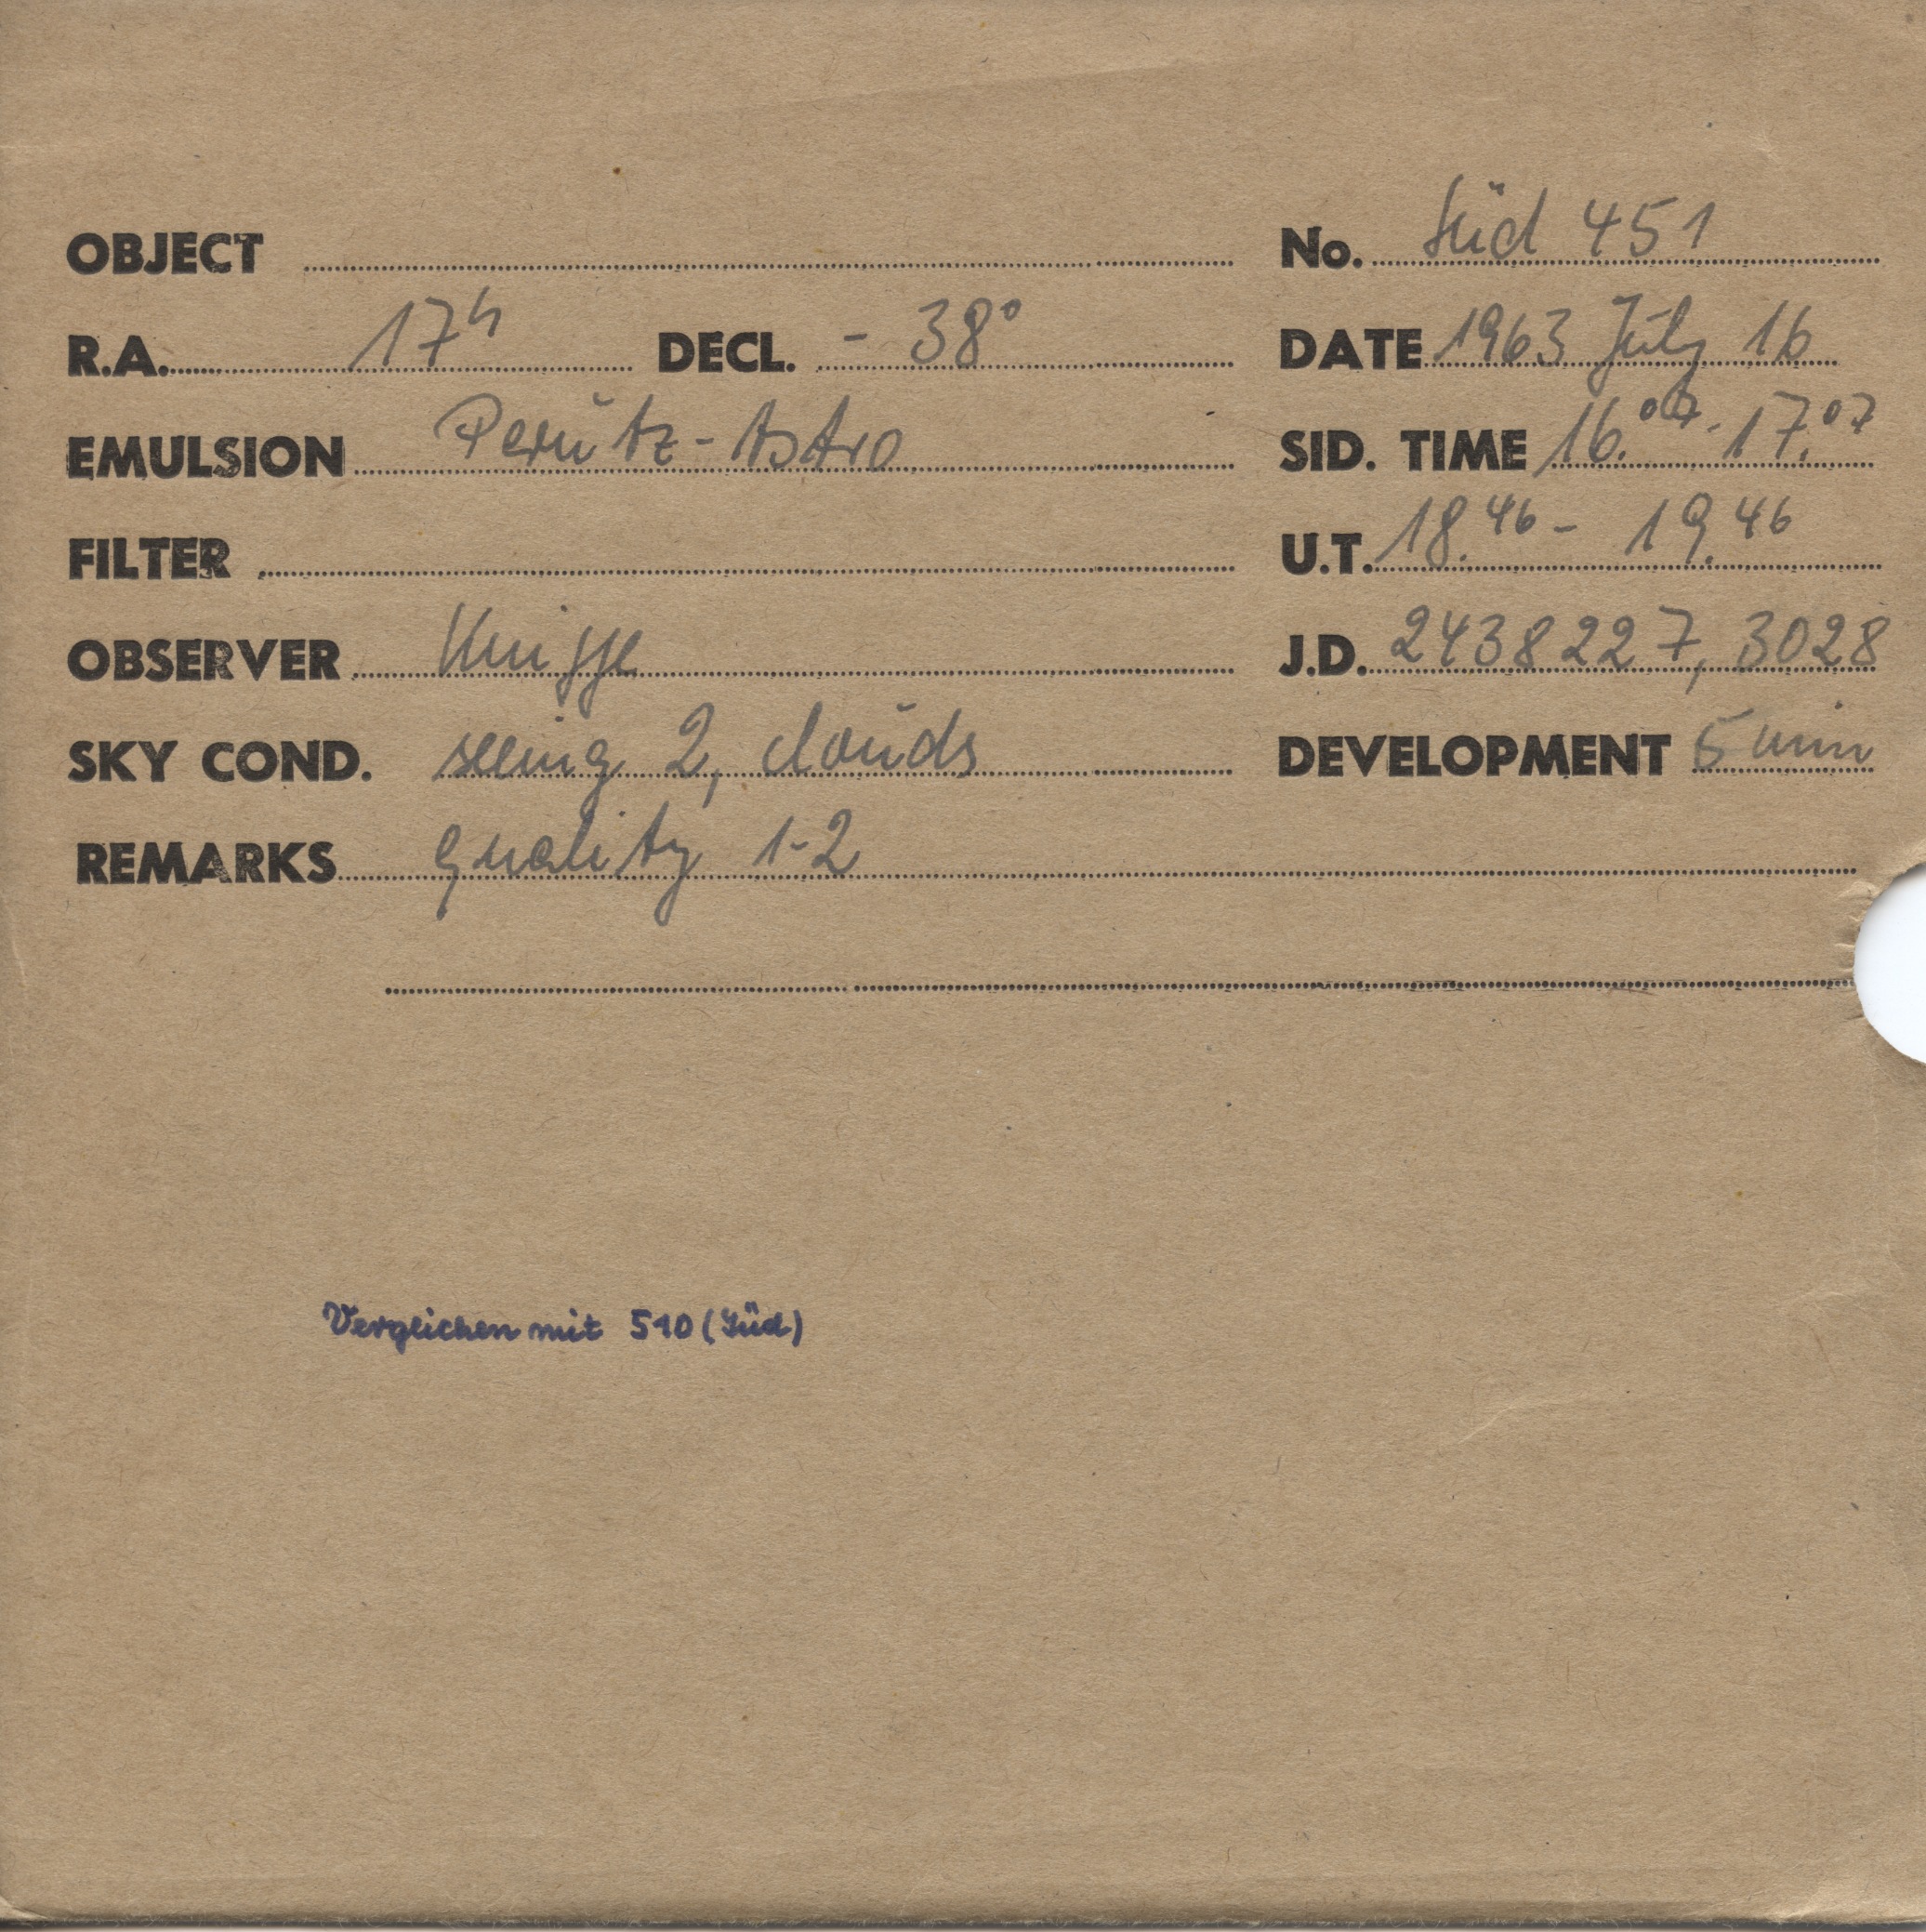 OBJECT No. Süd 451
R.A. 17h DECL. - 38° DATE 1963 July 16
EMULSION Perutz-Astro SID. TIME 16.07 - 17.07
FILTER U.T. 18.46 - 19.46
OBSERVER Knigge J.D. 2438227,3028
SKY COND. seeing 2, clouds DEVELOPMENT 5 min
REMARKS quality 1-2
Verglichen mit 510 (Süd)